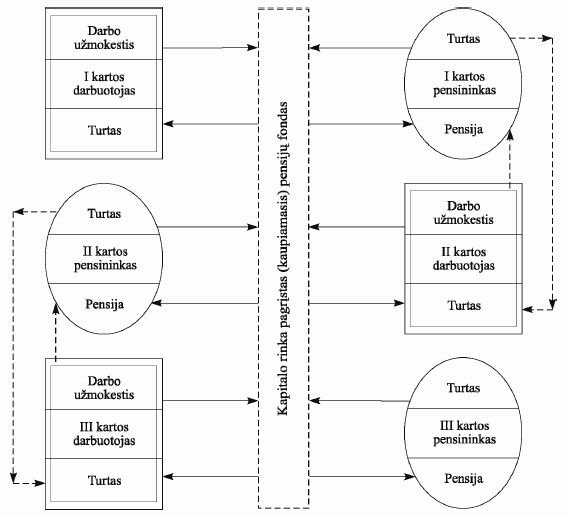 Darbo
užmokestis
I kartos
darbuotojas
Turtas
Turtas
I kartos
pensininkas
Pensija
Kapitalo rinka pagrįstas (kaupiamasis) pensijų fondas
Turtas
II kartos
pensininkas
Pensija
Darbo
užmokestis
II kartos
darbuotojas
Turtas
Darbo
užmokestis
III kartos
darbuotojas
Turtas
Turtas
III kartos
pensininkas
Pensija